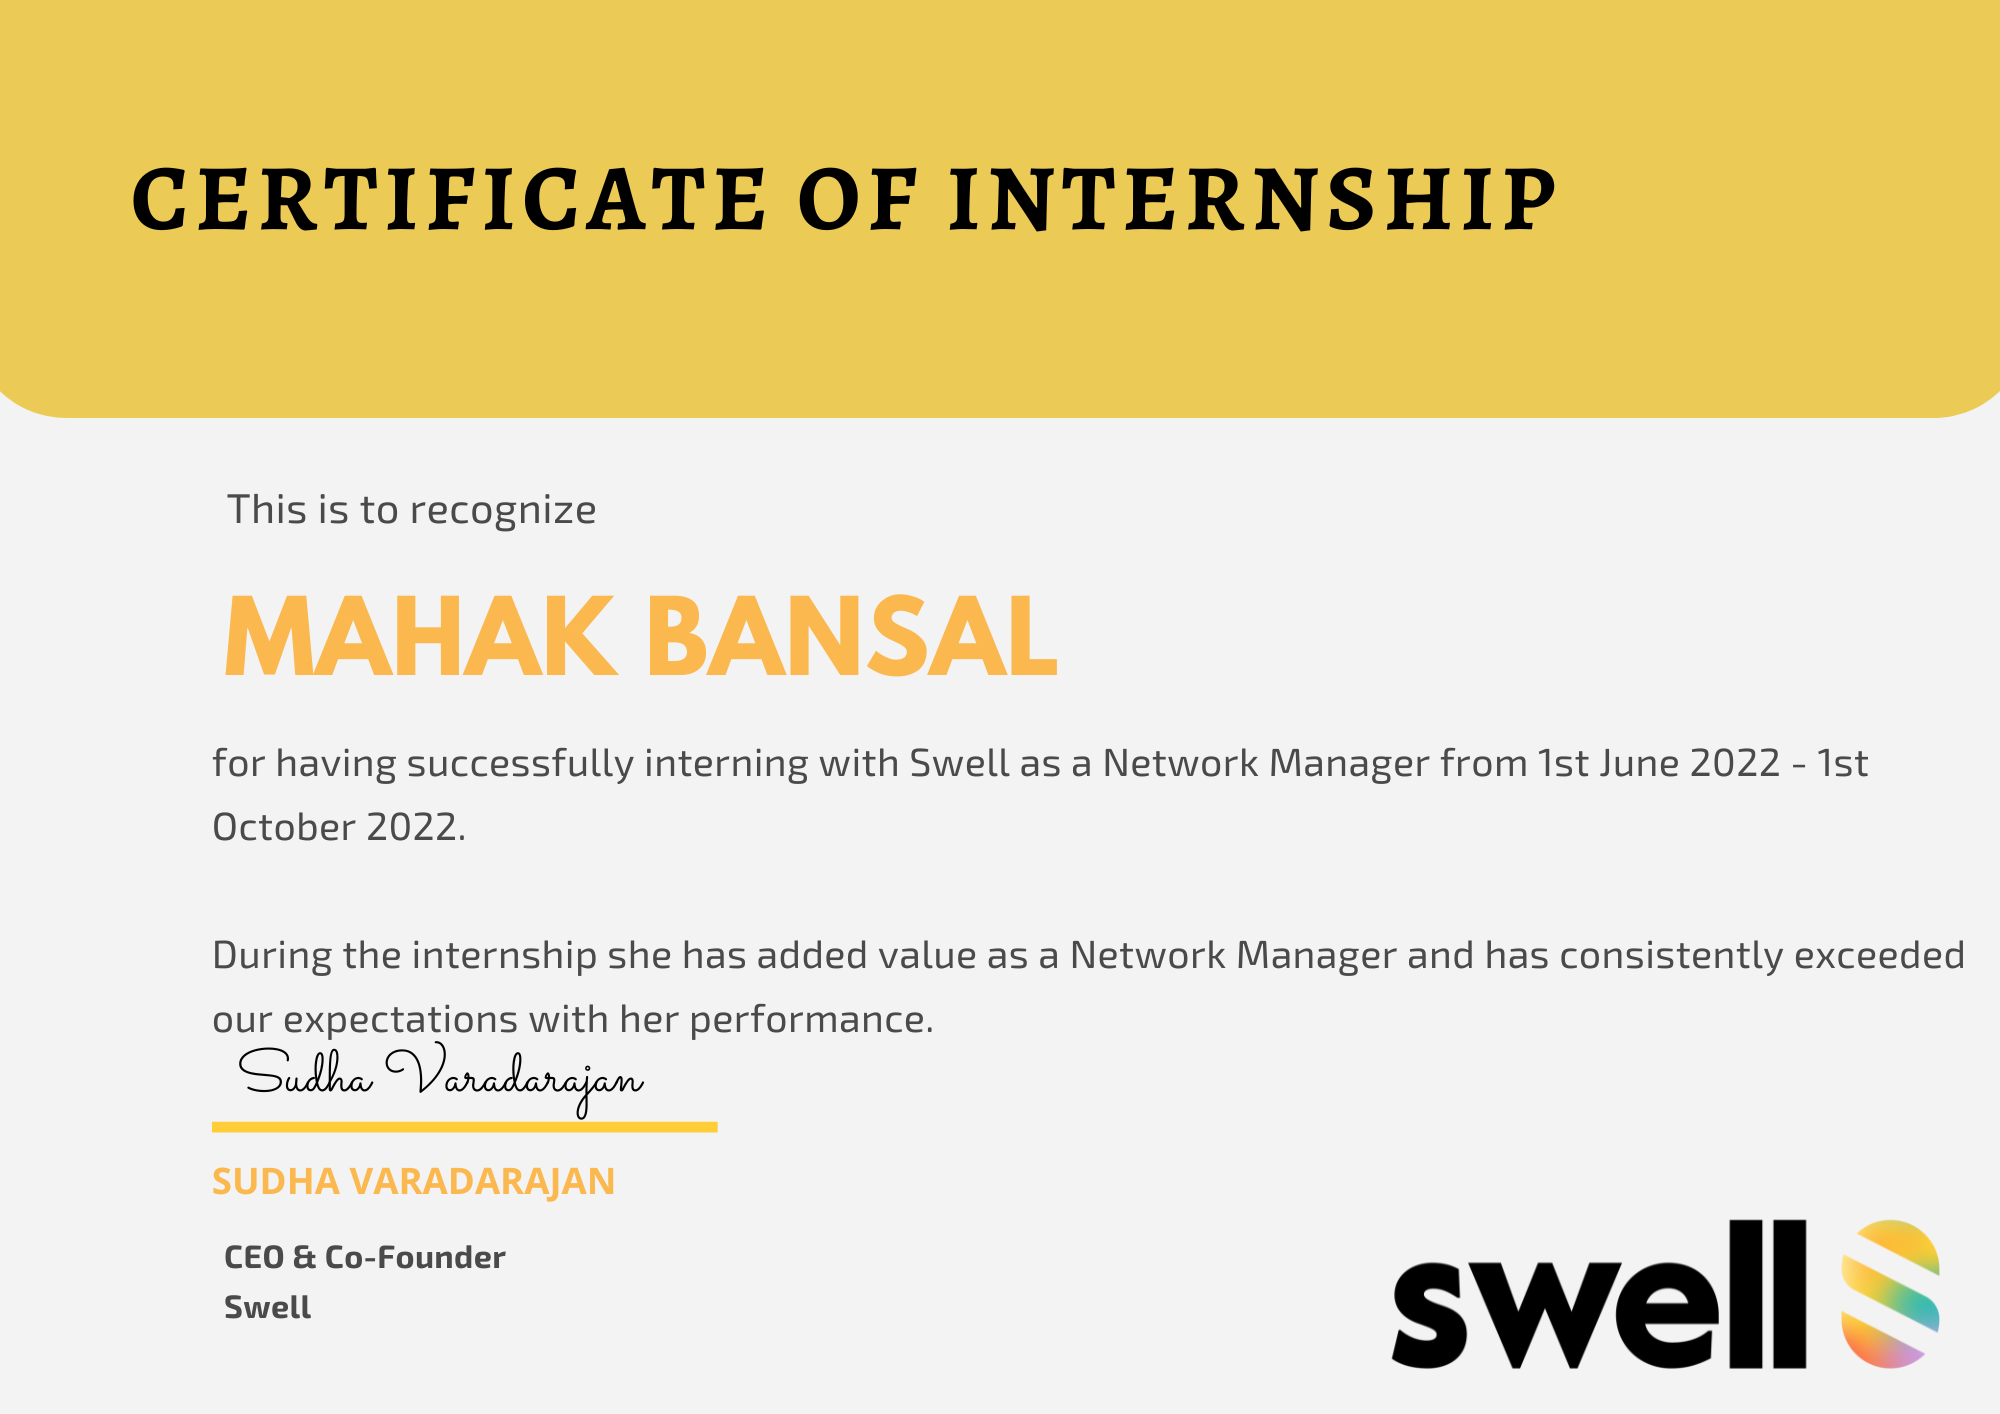 CERTIFICATE OF INTERNSHIP
This is to recognize
MAHAK BANSAL
for having successfully interning with Swell as a Network Manager from 1st June 2022 - 1st
October 2022.
During the internship she has added value as a Network Manager and has consistently exceeded
our expectations with her performance.
Sudha Varadarajan
SUDHA VARADARAJAN
CEO & Co-Founder
Swell
swell